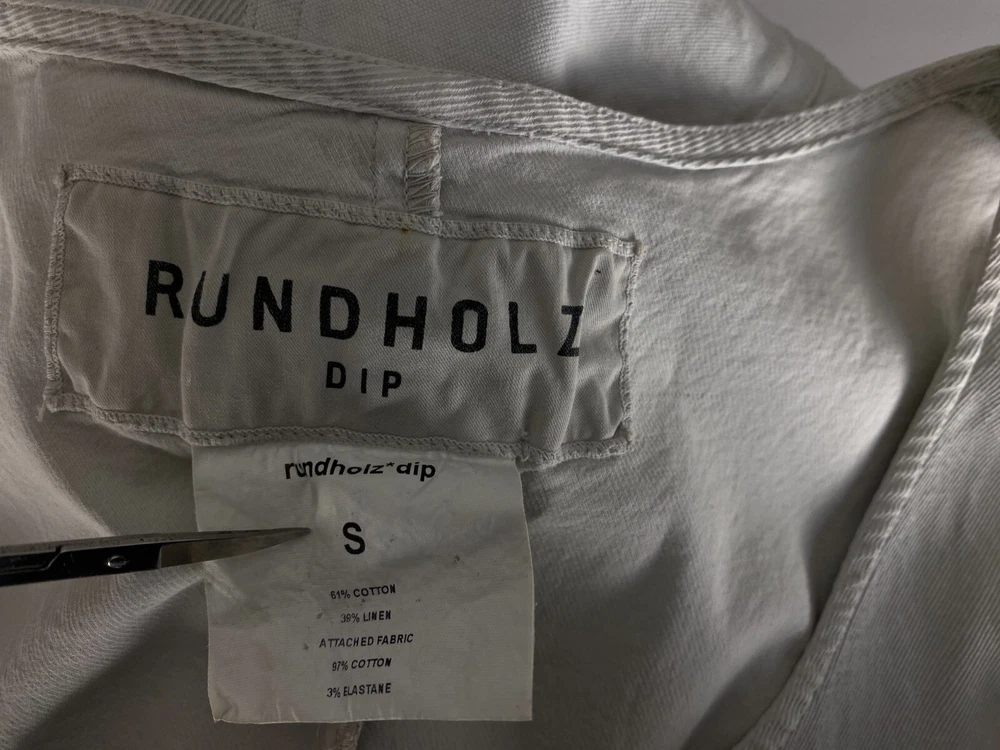 RUNDHOLZ
DIP
rundholz*dip
S
61% COTTON
39% LINEN
ATTACHED FABRIC
97% COTTON
3% ELASTANE